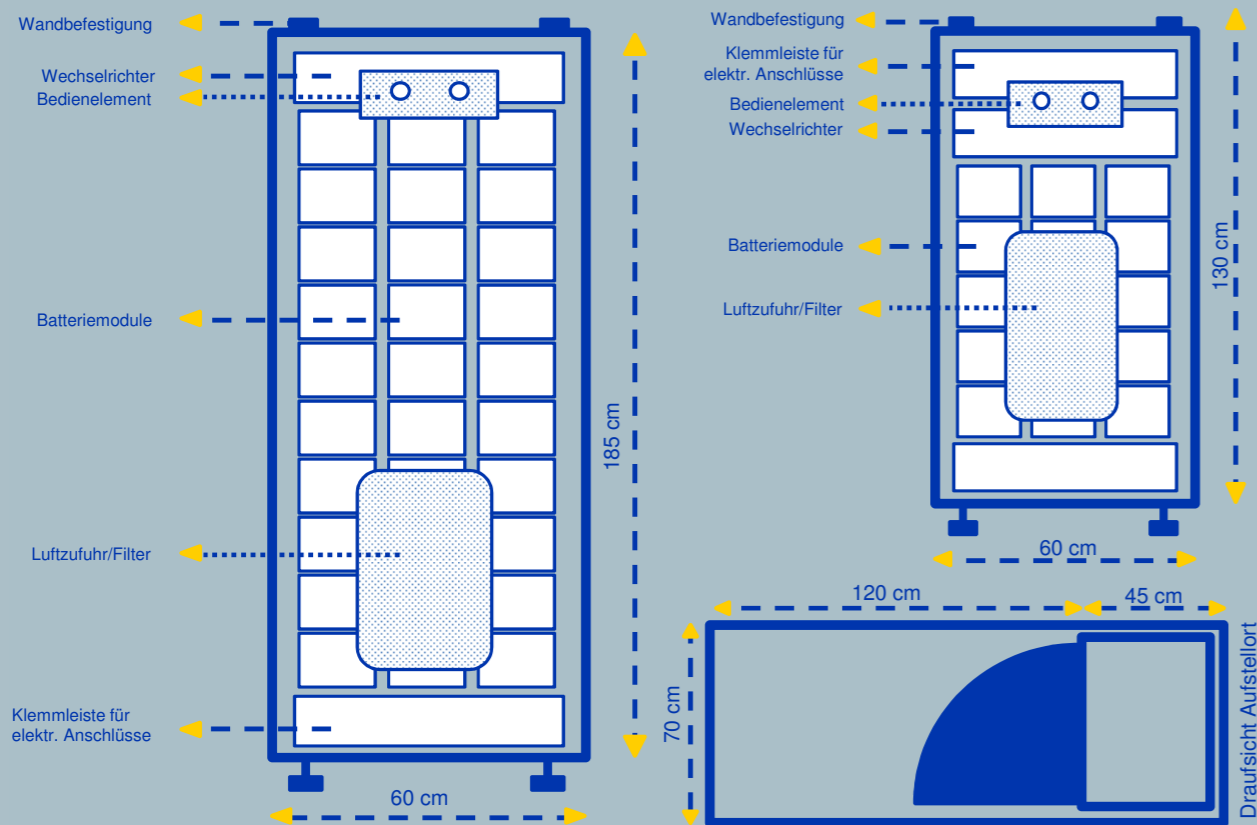 Wandbefestigung
Wechselrichter
Bedienelement
Batteriemodule
Luftzufuhr/Filter
Klemmleiste für
elektr. Anschlüsse
185 cm
60 cm
Wandbefestigung
Klemmleiste für
elektr. Anschlüsse
Bedienelement
Wechselrichter
Batteriemodule
Luftzufuhr/Filter
130 cm
60 cm
120 cm
45 cm
70 cm
Draufsicht Aufstellort